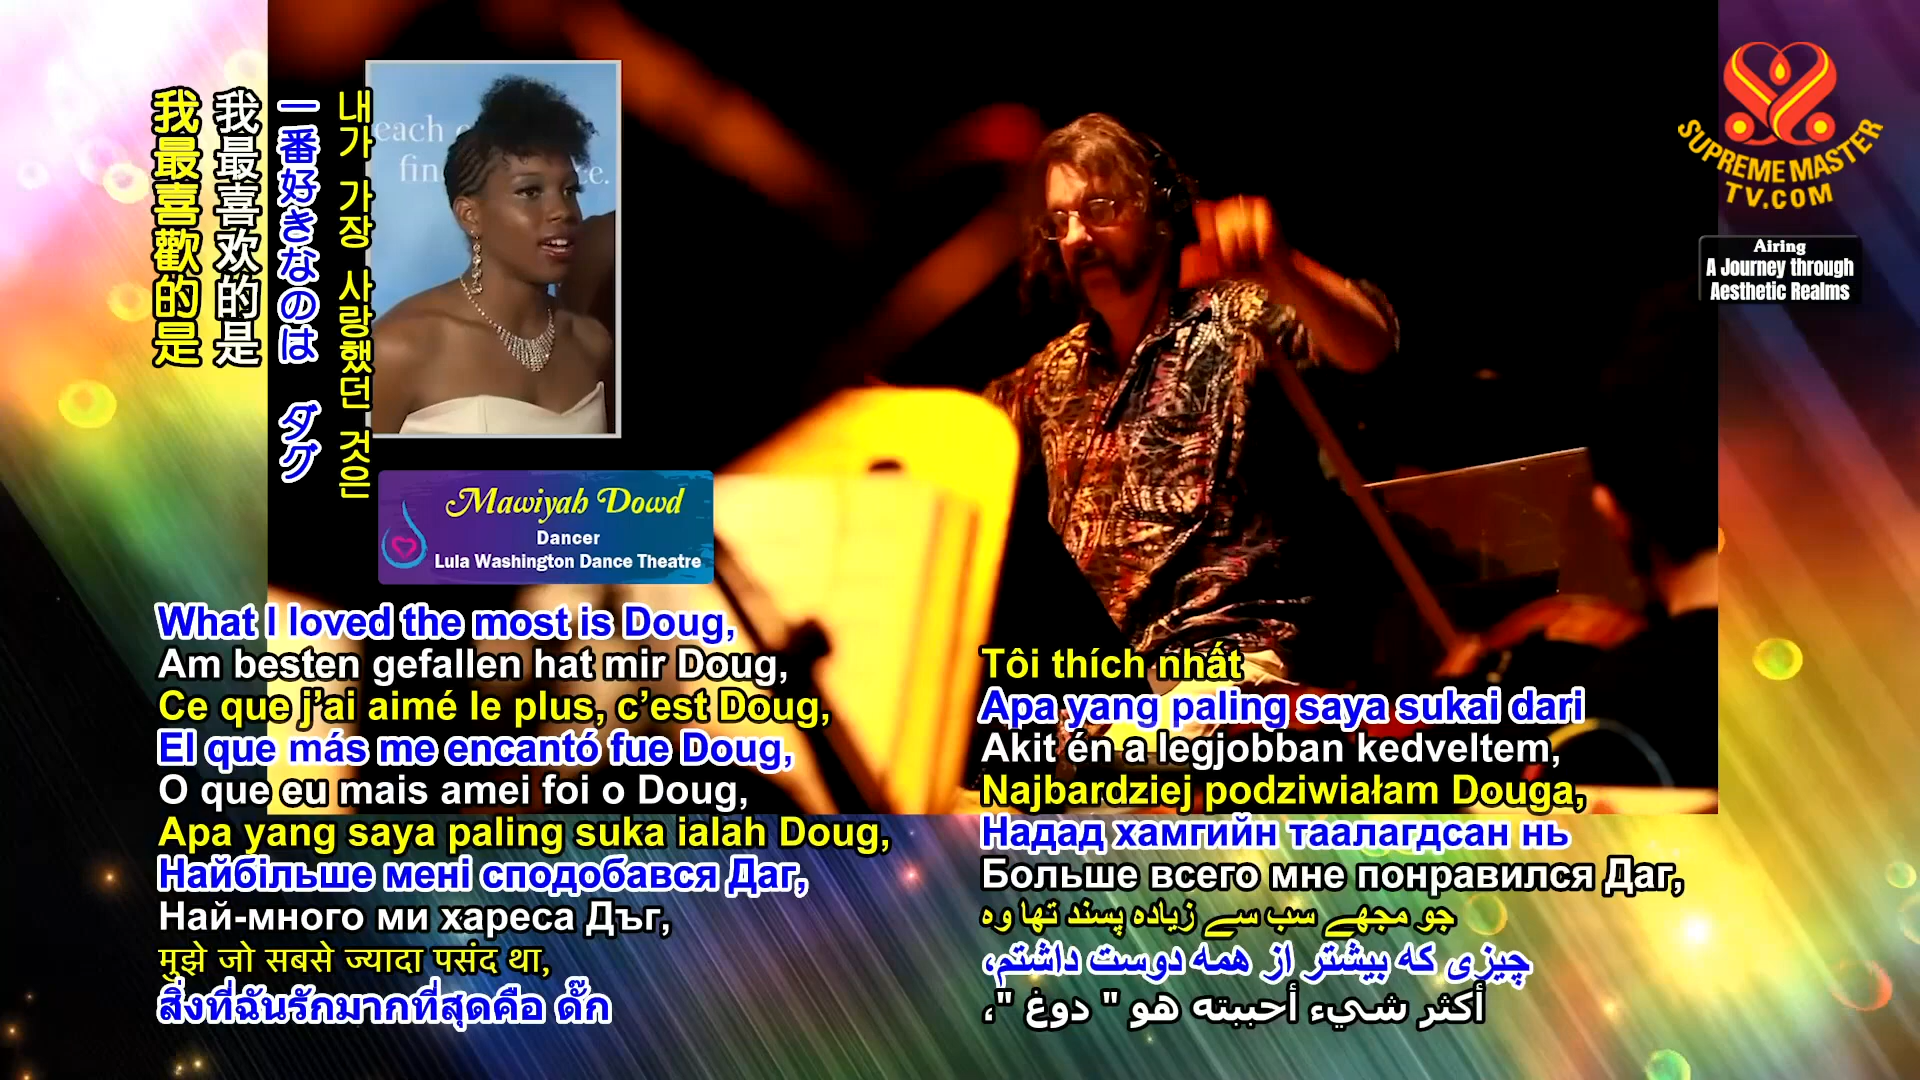 我最喜歡的是
我最喜欢的是
一番好きなのは ダグ
내가 가장 사랑했던 것은
each
fin
ce.
SUPREME MASTER
TV.COM
Airing
A Journey through
Aesthetic Realms
Mawiyah Dowd
Dancer
Lula Washington Dance Theatre
What I loved the most is Doug,
Am besten gefallen hat mir Doug,
Ce que j’ai aimé le plus, c’est Doug,
El que más me encantó fue Doug,
O que eu mais amei foi o Doug,
Apa yang saya paling suka ialah Doug,
Найбільше мені сподобався Даг,
Най-много ми хареса Дъг,
मुझे जो सबसे ज्यादा पसंद था,
สิ่งที่ฉันรักมากที่สุดคือ ดั๊ก
Tôi thích nhất
Apa yang paling saya sukai dari
Akit én a legjobban kedveltem,
Najbardziej podziwiałam Douga,
Надад хамгийн таалагдсан нь
Больше всего мне понравился Даг,
جو مجھے سب سے زیادہ پسند تھا وہ
چیزی که بیشتر از همه دوست داشتم،
أكثر شيء أحببته هو " دوغ "،